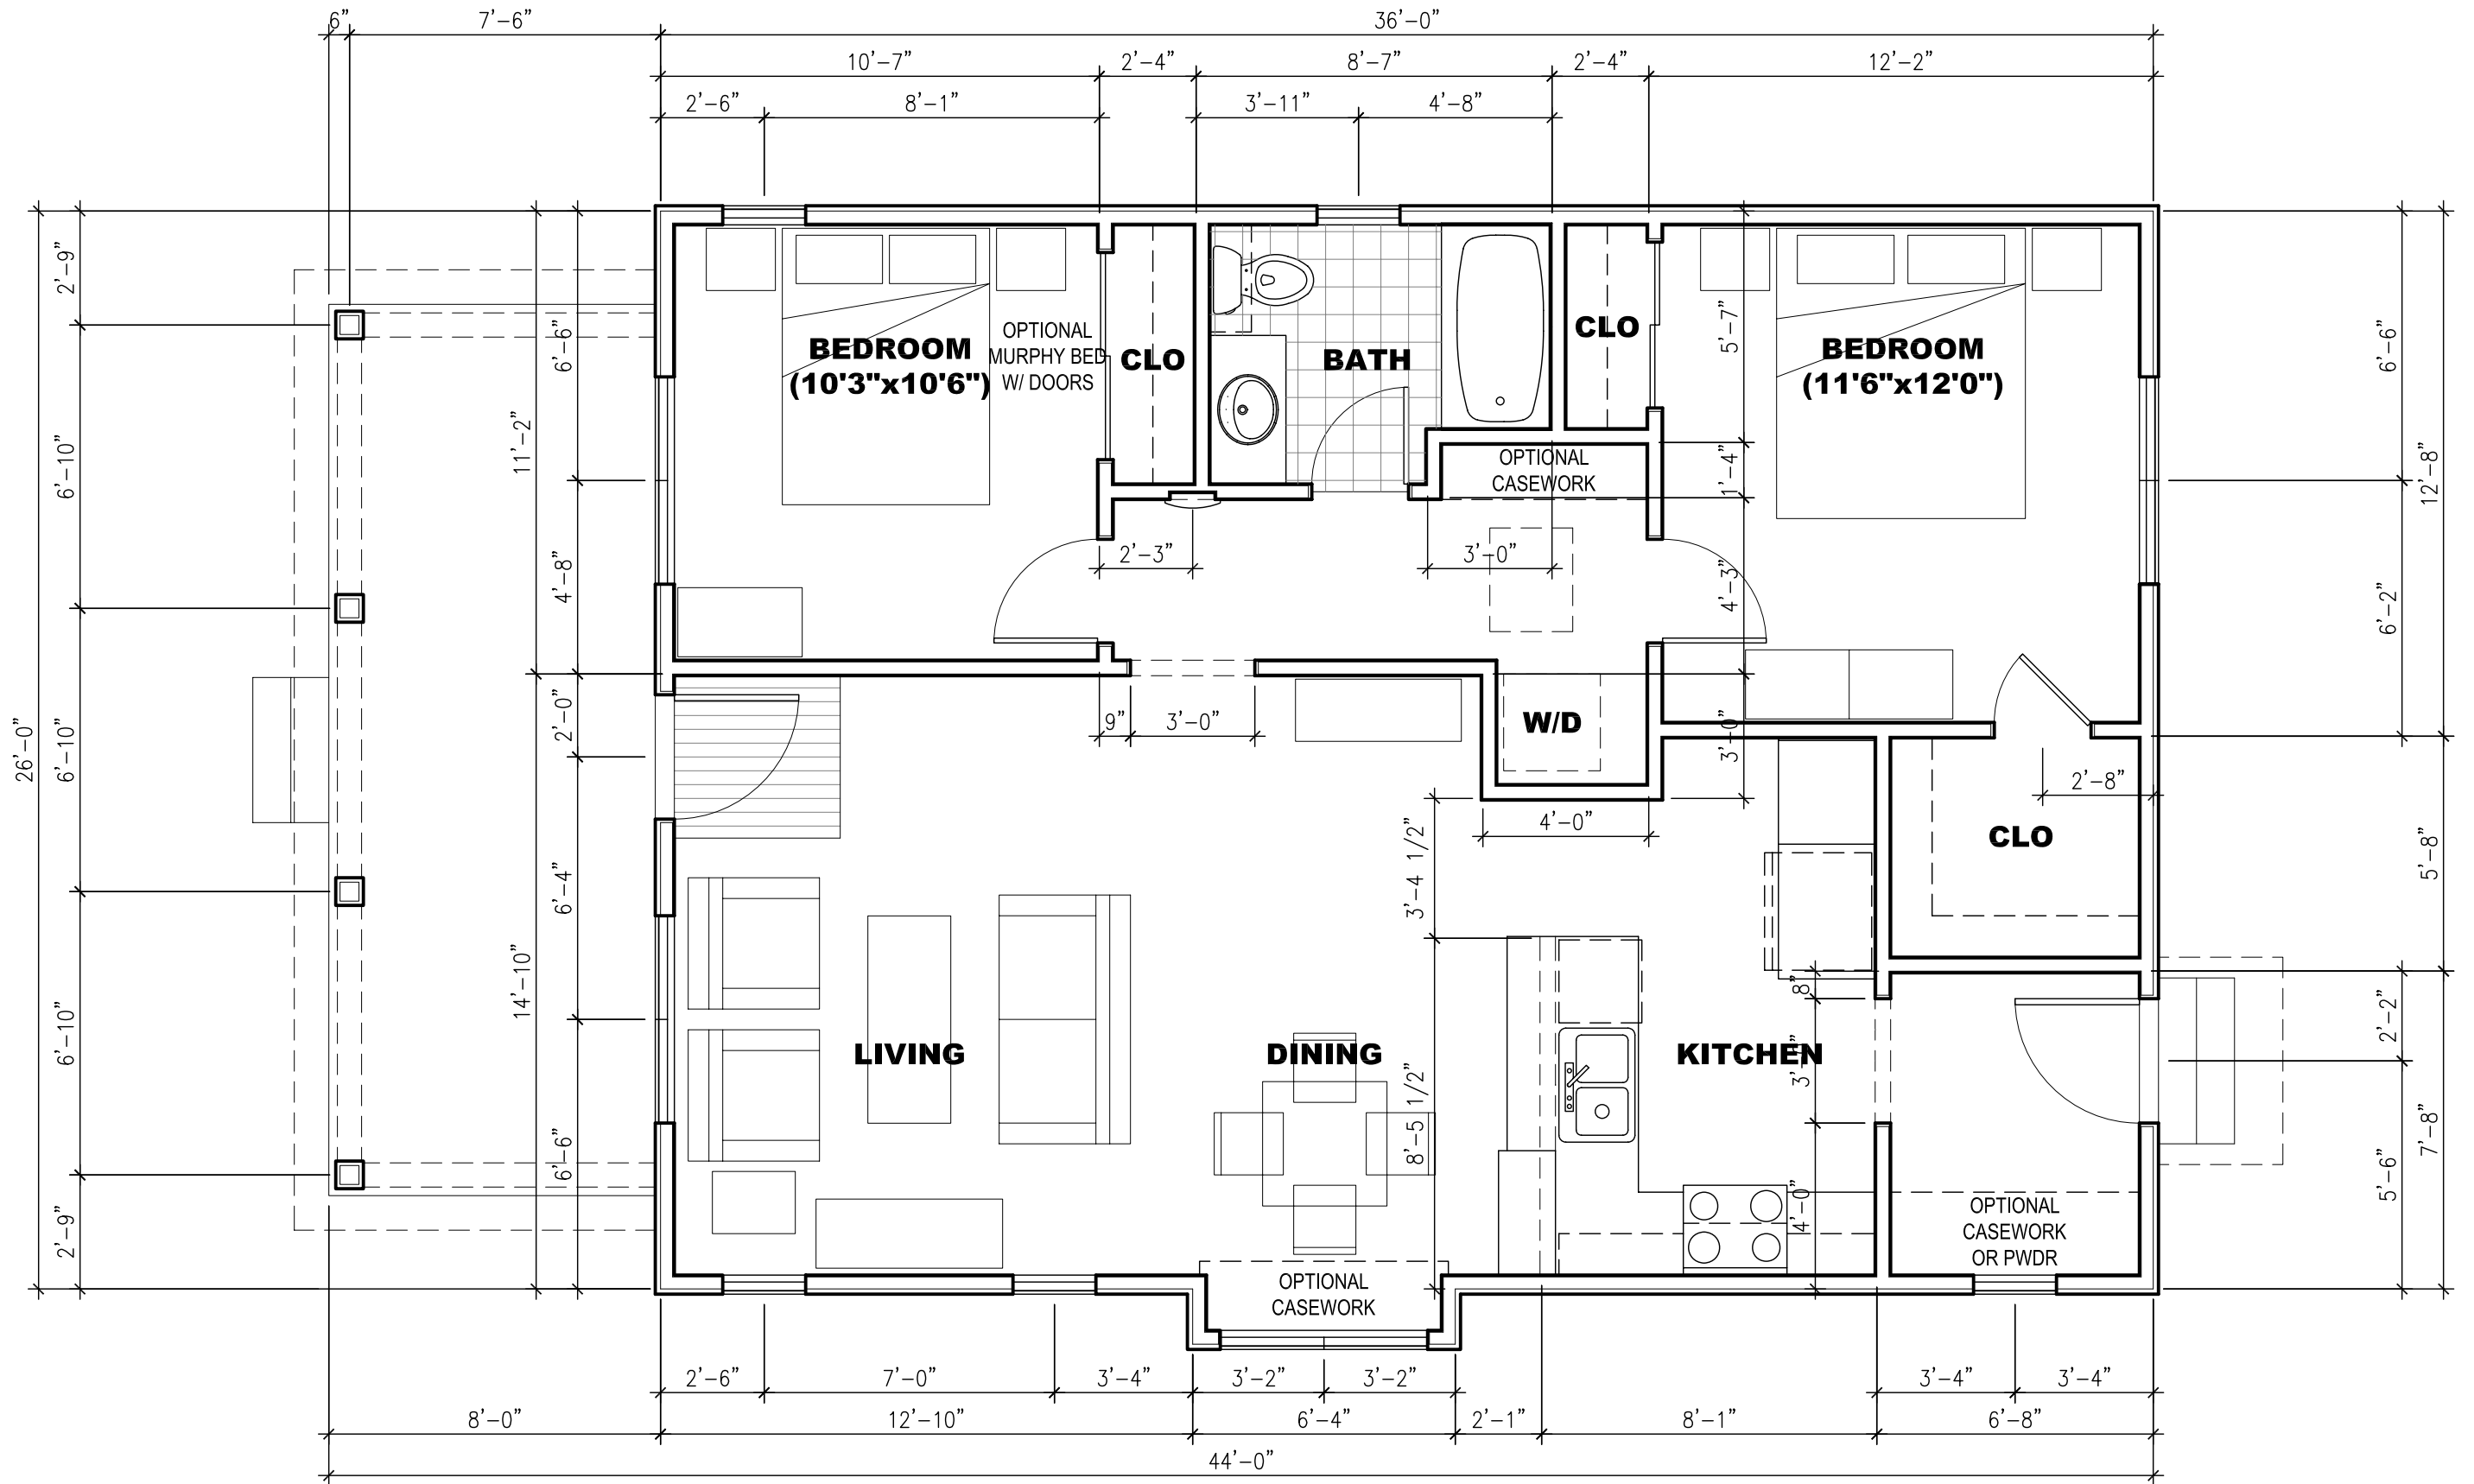 6” 7’–6” 36’–0”
10’–7” 2’–4” 8’–7” 2’–4” 12’–2”
2’–6” 8’–1” 3’–11” 4’–8”
2’–9”
6’–10”
6’–10”
6’–10”
2’–9”
26’–0”
11’–2”
14’–10”
6’–6”
4’–8”
2’–0”
6’–4”
6’–6”
BEDROOM
(10'3"x10'6")
OPTIONAL
MURPHY BED
W/ DOORS
CLO
BATH
CLO
BEDROOM
(11'6"x12'0")
OPTIONAL
CASEWORK
5’–7”
1’–4”
4’–3”
3’–0”
2’–3”
3’–0”
9” 3’–0”
W/D
4’–0”
2’–8”
CLO
3’–4 1/2”
8’–5 1/2”
8”
4’–0”
LIVING
DINING
KITCHEN
OPTIONAL
CASEWORK
OPTIONAL
CASEWORK
OR PWDR
6’–6”
6’–2”
12’–8”
5’–8”
2’–2”
5’–6”
7’–8”
2’–6” 7’–0” 3’–4” 3’–2” 3’–2” 3’–4” 3’–4”
8’–0” 12’–10” 6’–4” 2’–1” 8’–1” 6’–8”
44’–0”